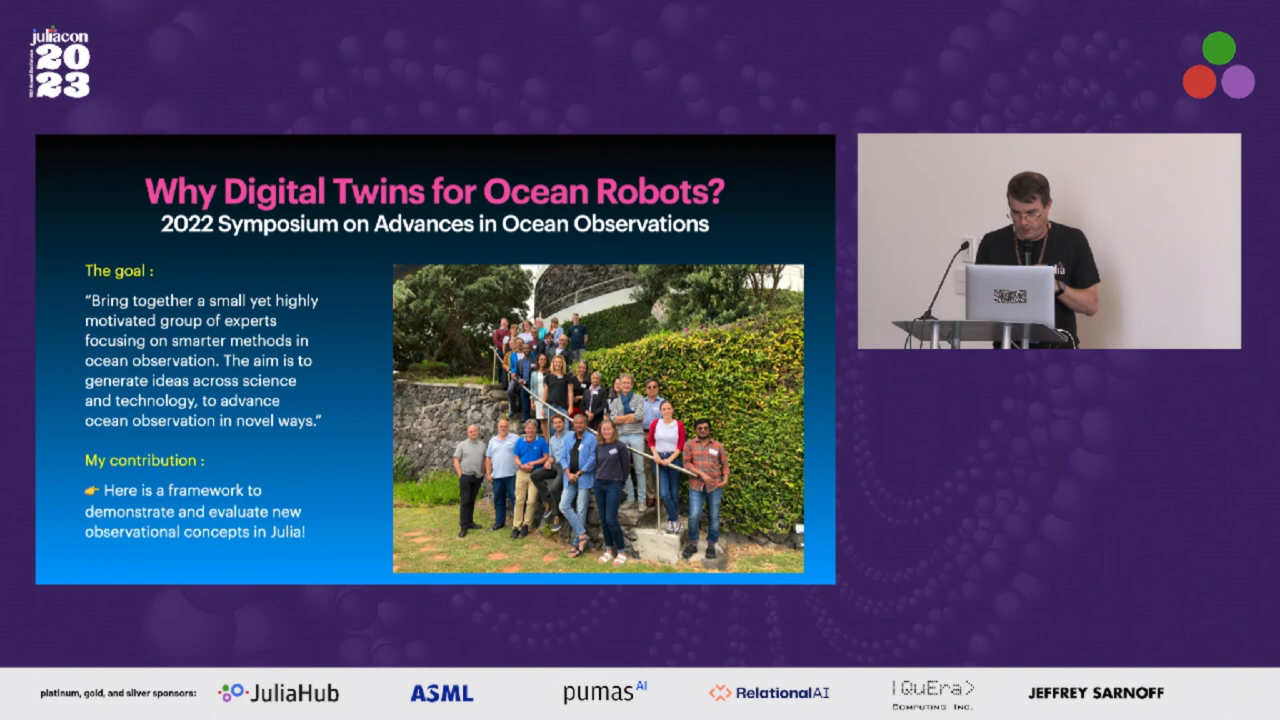 juliacon
20
23
Why Digital Twins for Ocean Robots?
2022 Symposium on Advances in Ocean Observations
The goal :
“Bring together a small yet highly
motivated group of experts
focusing on smarter methods in
ocean observation. The aim is to
generate ideas across science
and technology, to advance
ocean observation in novel ways.”
My contribution :
👉 Here is a framework to
demonstrate and evaluate new
observational concepts in Julia!
platinum, gold, and silver sponsors:
JuliaHub
ASML
pumasAI
RelationalAI
|QuEra>
COMPUTING INC.
JEFFREY SARNOFF